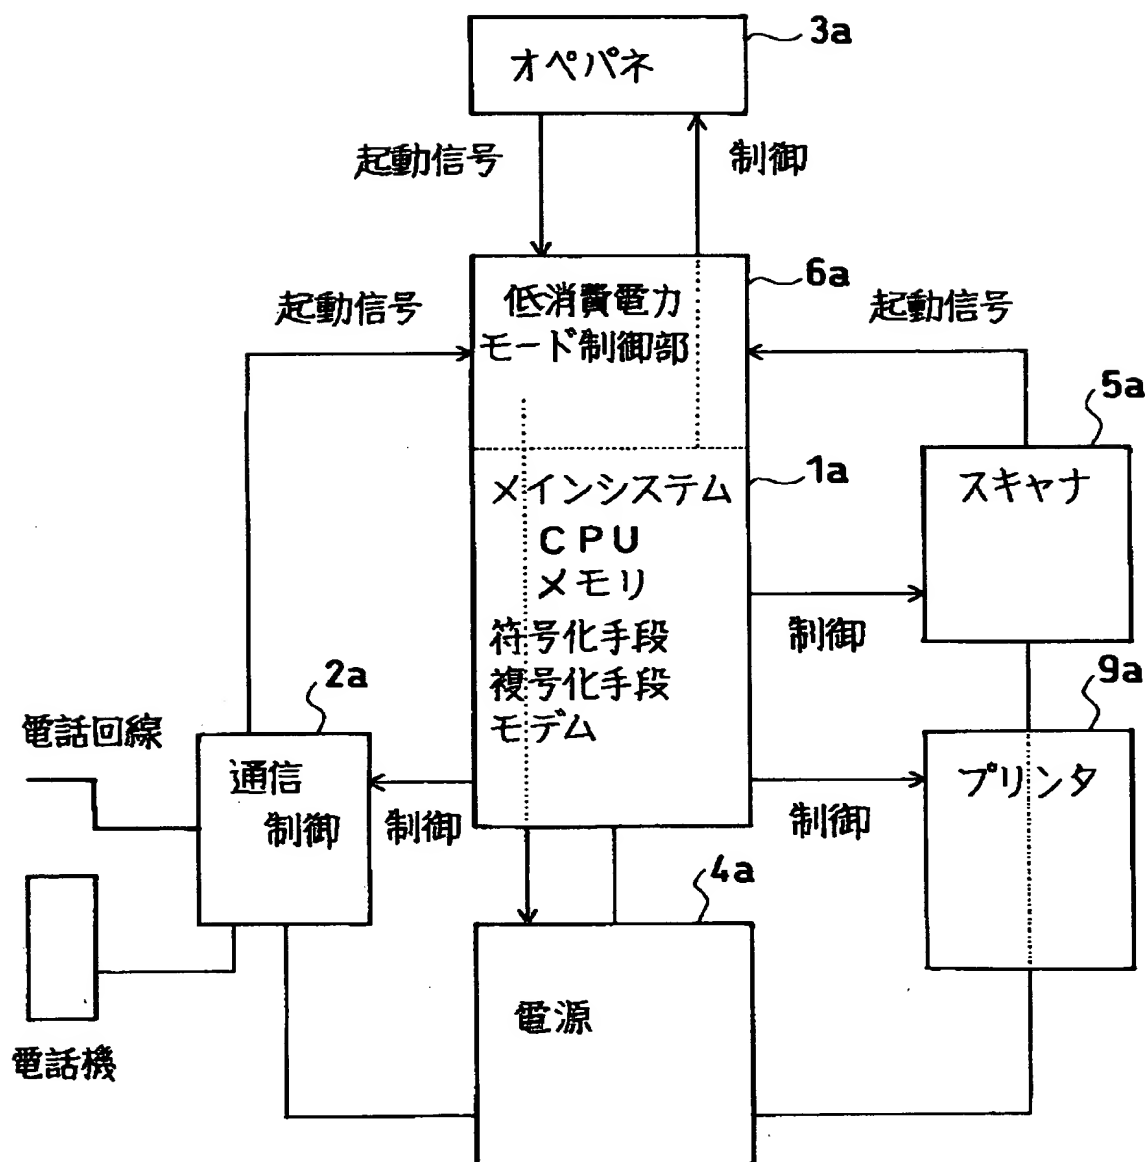 オペパネ
3a
起動信号
制御
6a
低消費電力
モード制御部
起動信号
起動信号
5a
スキャナ
1a
メインシステム
CPU
メモリ
符号化手段
複号化手段
モデム
制御
2a
9a
電話回線
通信
制御
制御
制御
プリンタ
4a
電源
電話機